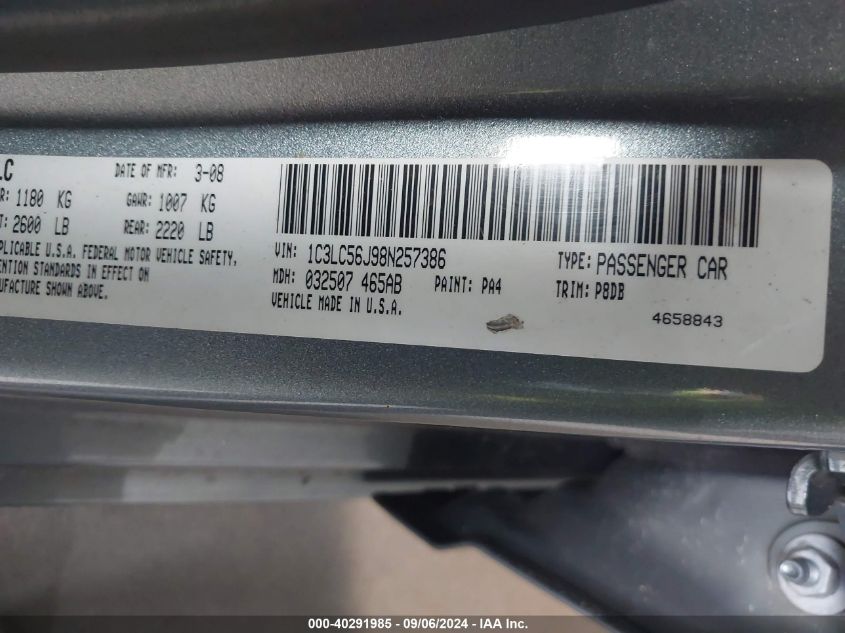 LC DATE OF MFR: 3-08
R: 1180 KG GAWR: 1007 KG
T: 2600 LB REAR: 2220 LB
PLICABLE U.S.A. FEDERAL MOTOR VEHICLE SAFETY,
ENTION STANDARDS IN EFFECT ON
NUFACTURE SHOWN ABOVE.
VIN: 1C3LC56J98N257386 TYPE: PASSENGER CAR
MDH: 032507 465AB PAINT: PA4 TRIM: P8DB
VEHICLE MADE IN U.S.A.
4658843
000-40291985 - 09/06/2024 - IAA Inc.